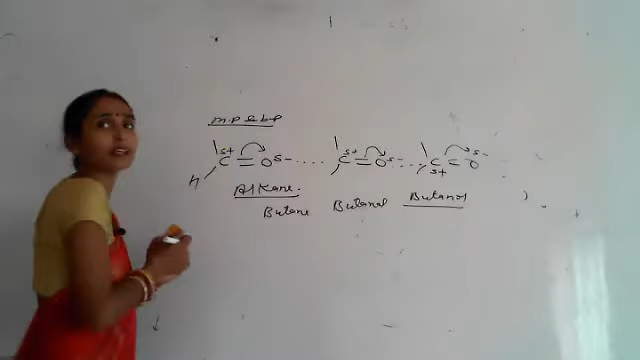 m.p & b.p
δ+ C = O δ- ..... δ+ C = O δ- ..... C δ+ = O δ-
H
Alkane.
Butane Butanal Butanol